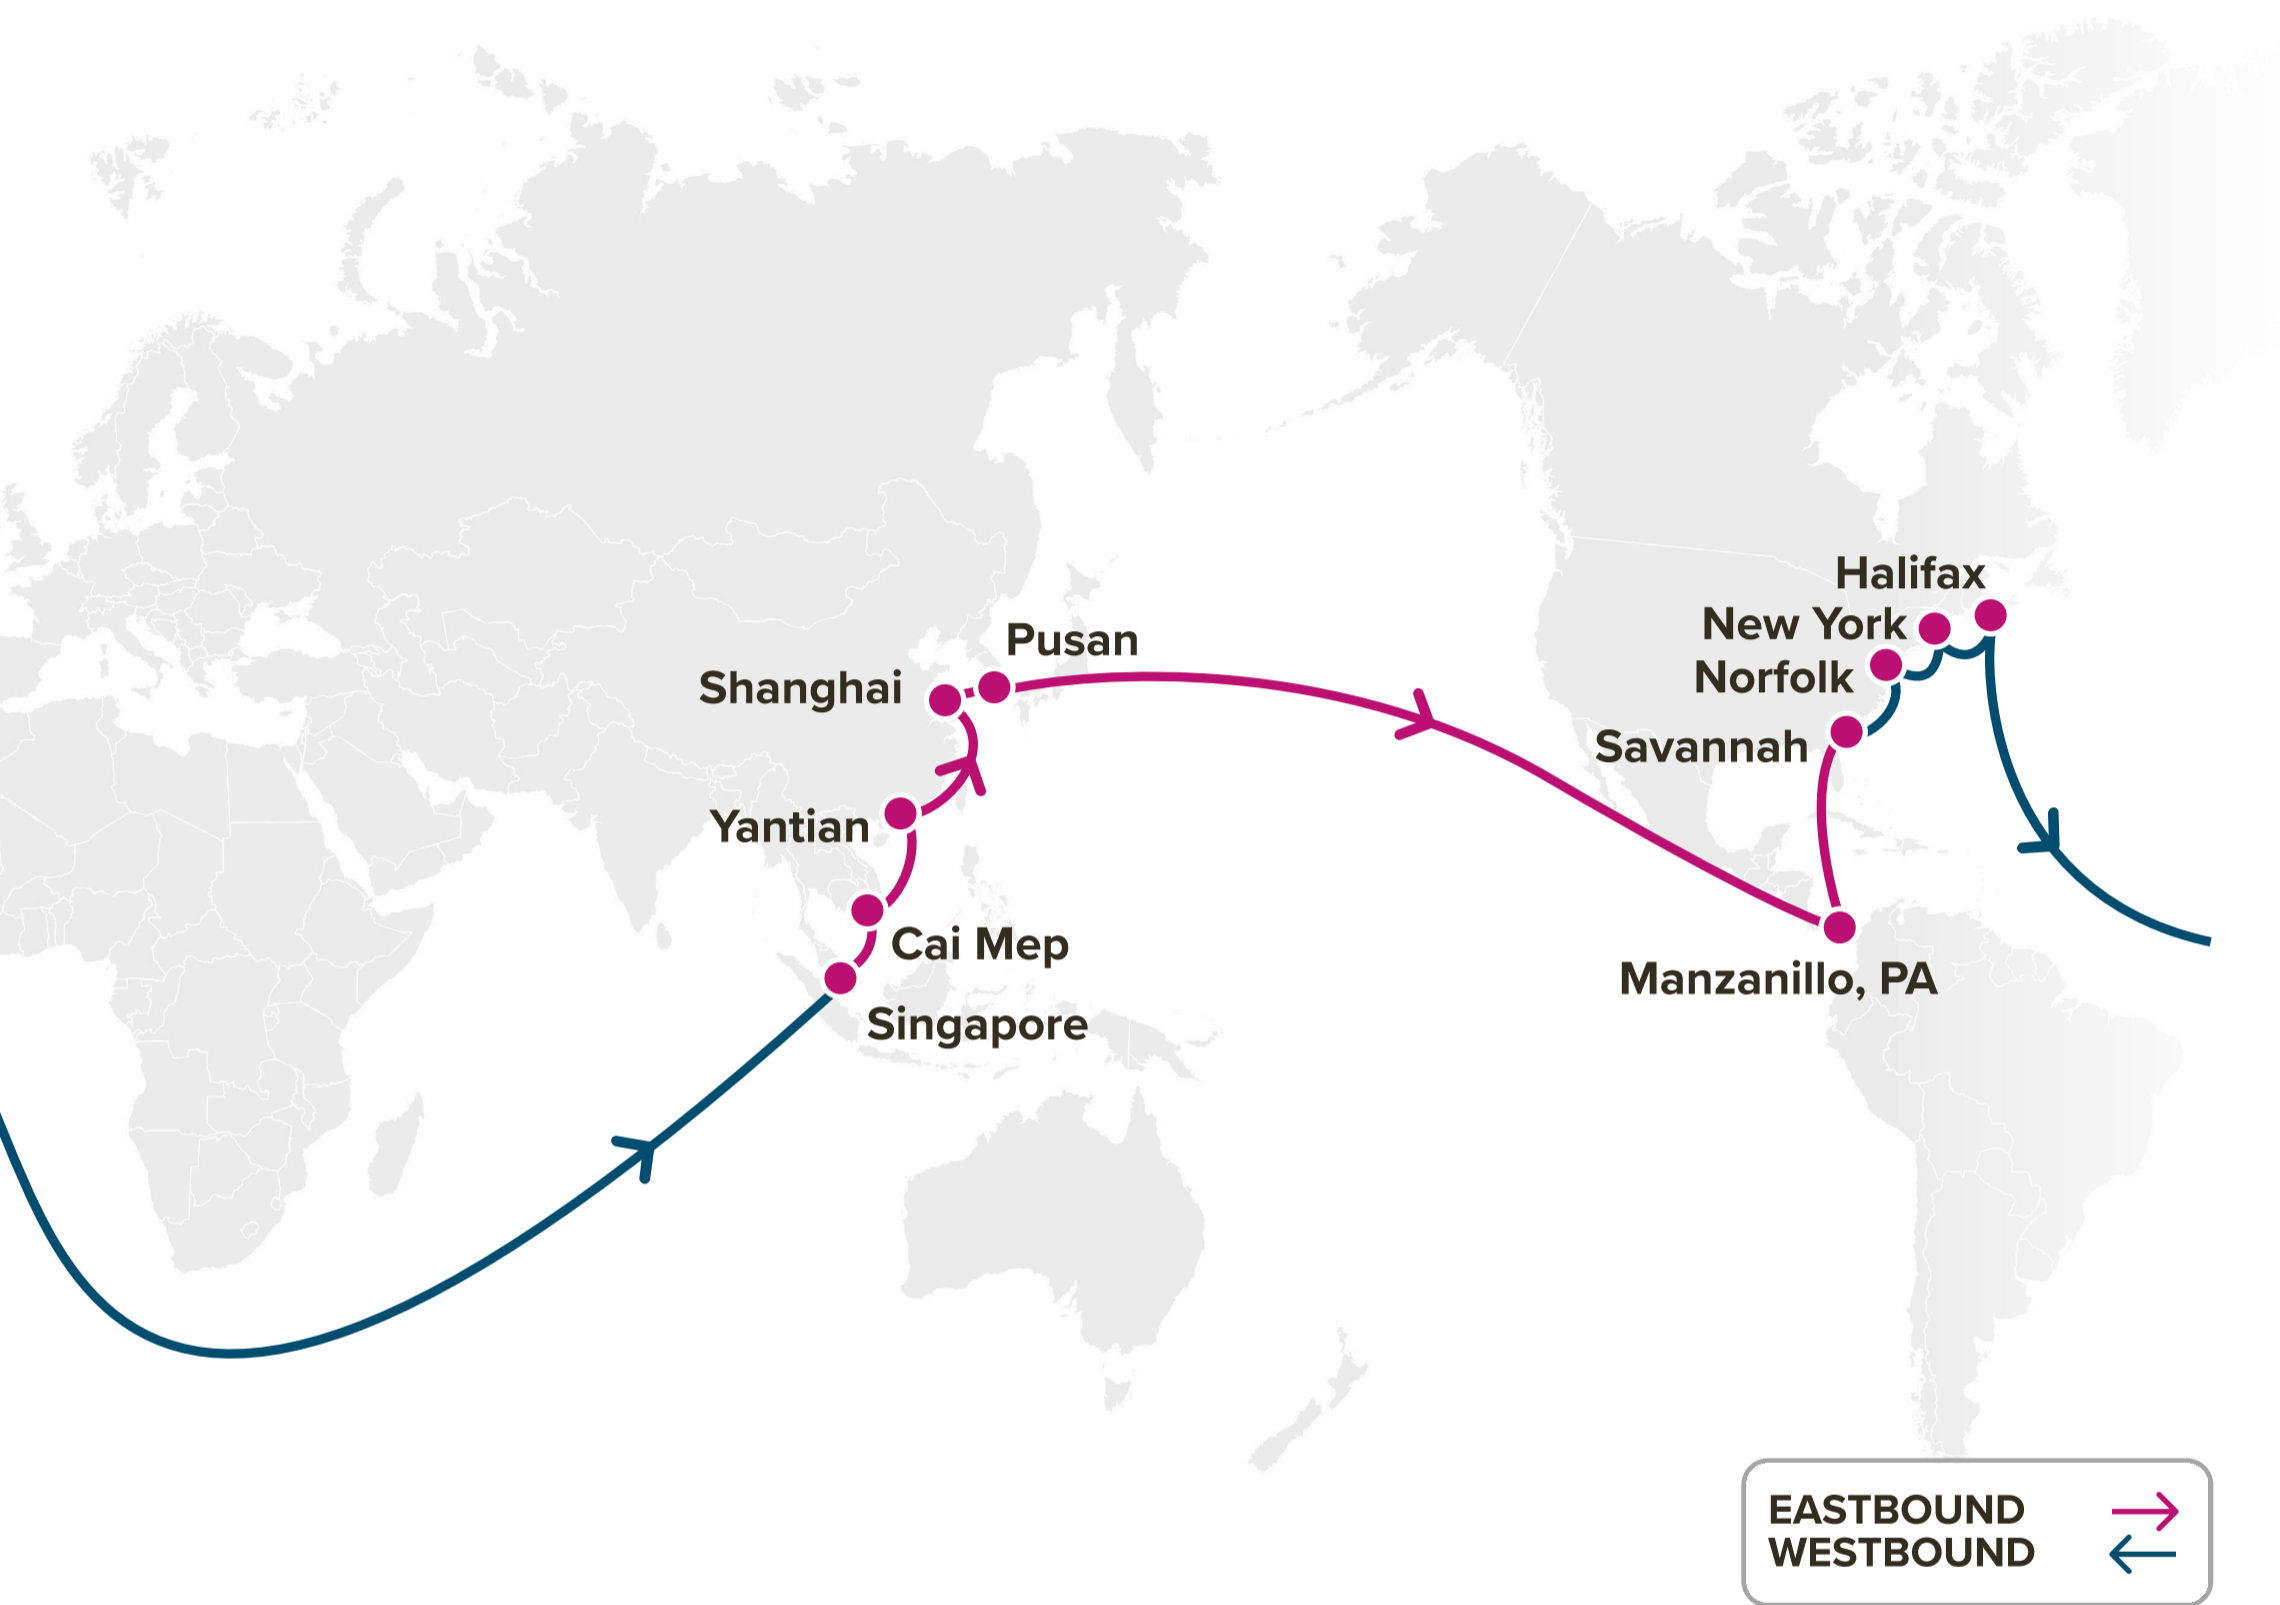 Halifax
New York
Norfolk
Pusan
Shanghai
Savannah
Yantian
Cai Mep
Manzanillo, PA
Singapore
EASTBOUND
WESTBOUND